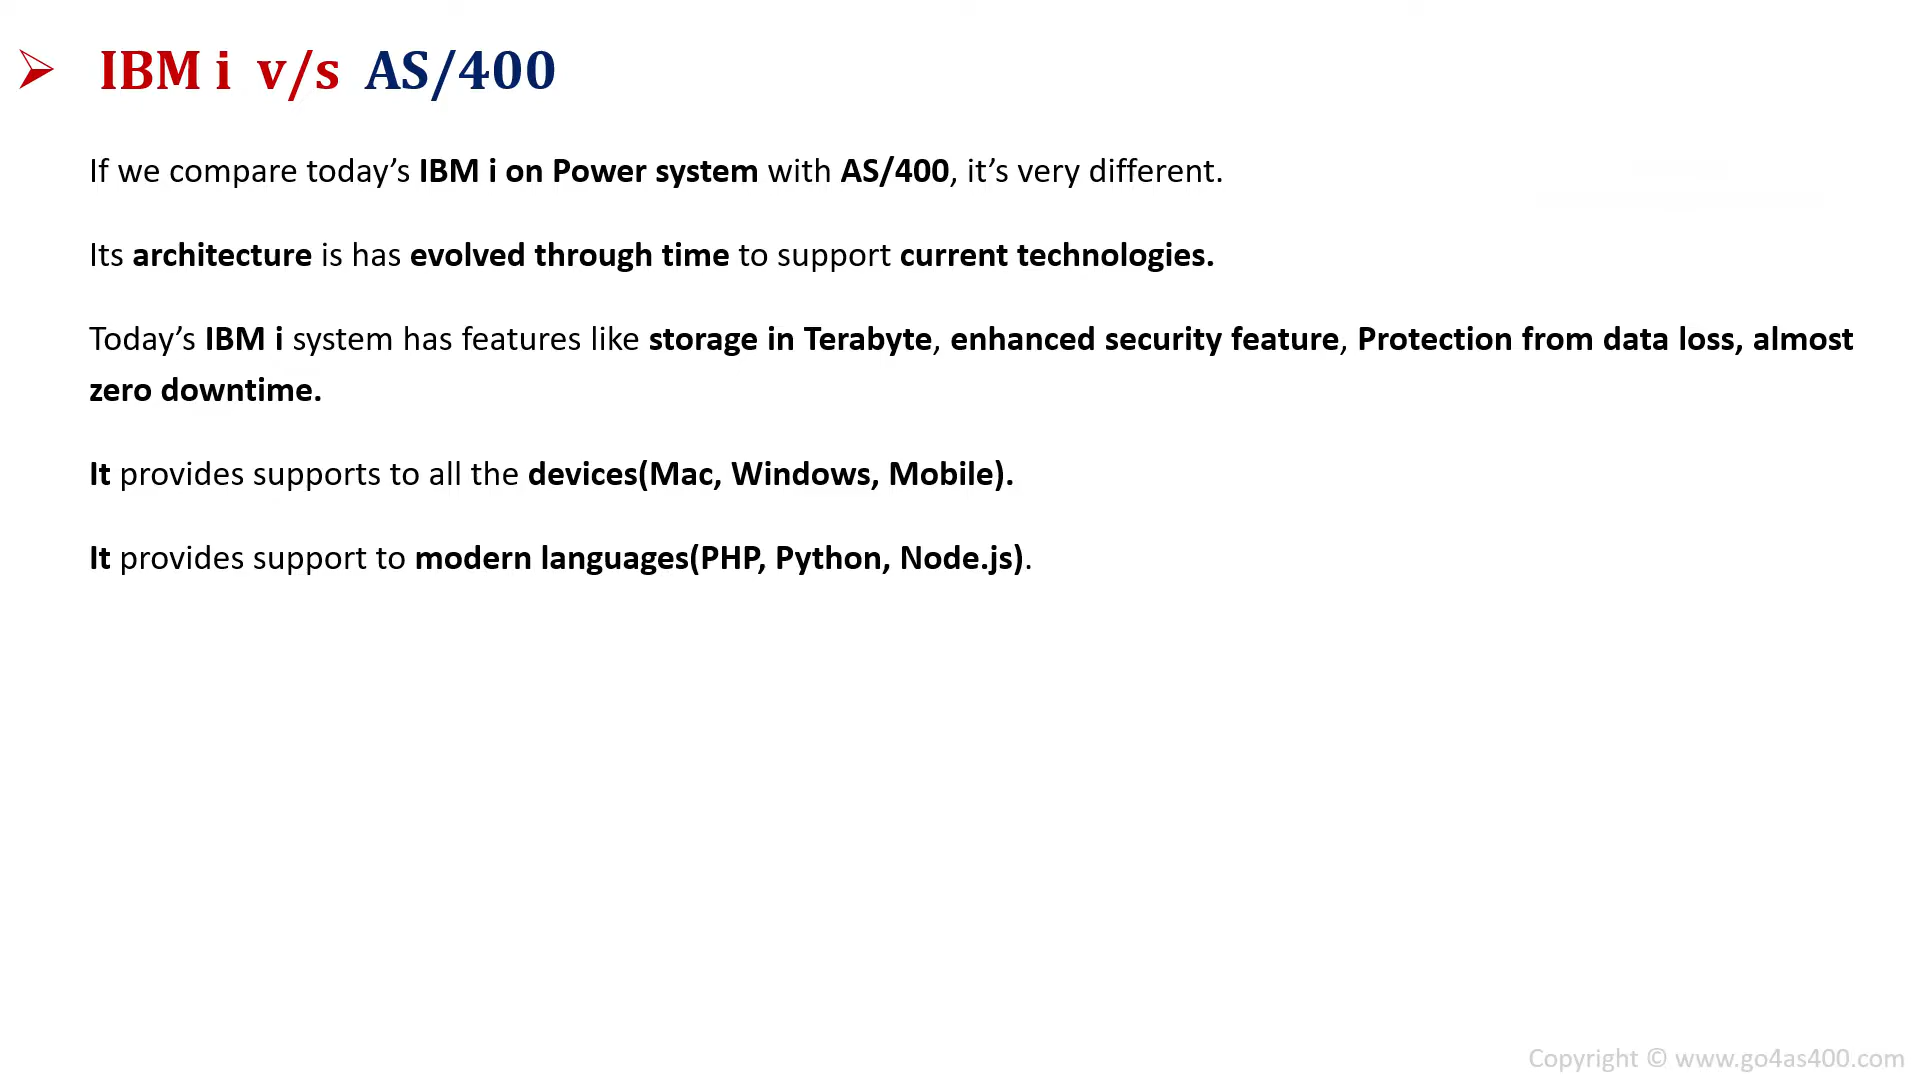 IBM i v/s AS/400
If we compare today’s IBM i on Power system with AS/400, it’s very different.
Its architecture is has evolved through time to support current technologies.
Today’s IBM i system has features like storage in Terabyte, enhanced security feature, Protection from data loss, almost
zero downtime.
It provides supports to all the devices(Mac, Windows, Mobile).
It provides support to modern languages(PHP, Python, Node.js).
Copyright © www.go4as400.com